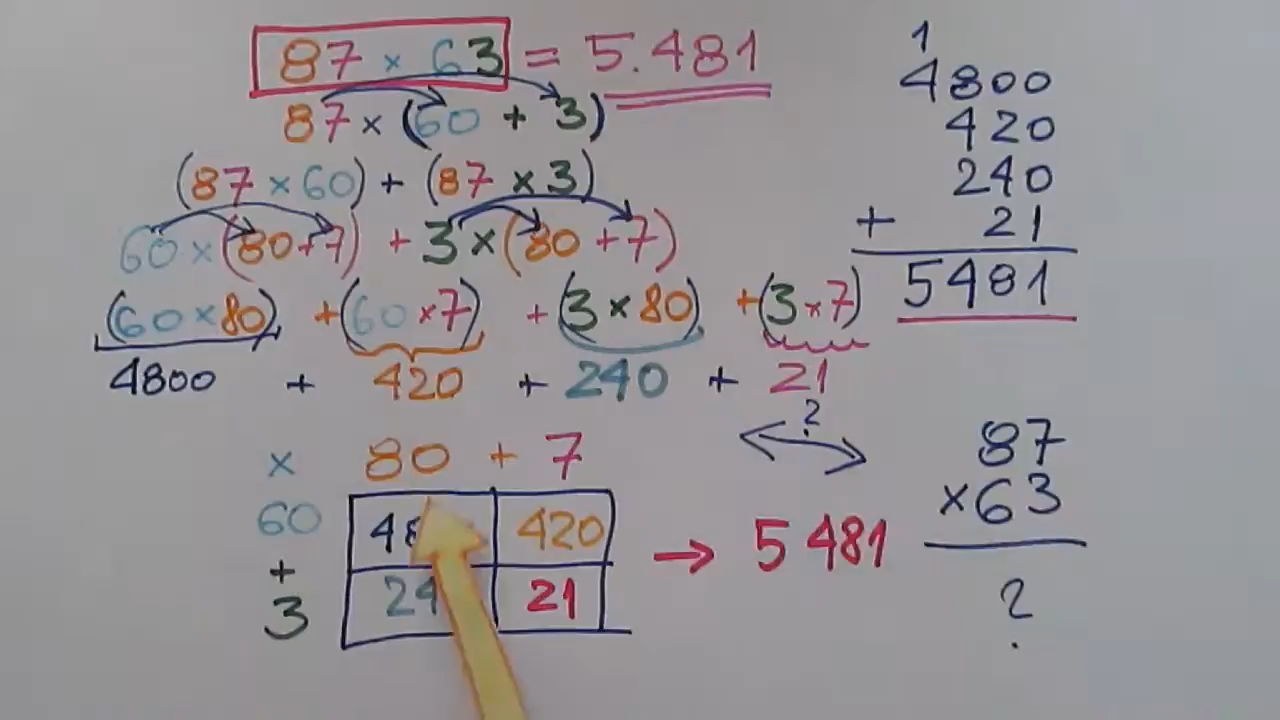 87 × 63 = 5.481
87 × (60 + 3)
(87 × 60) + (87 × 3)
60 × (80 + 7) + 3 × (80 + 7)
(60 × 80) + (60 × 7) + (3 × 80) + (3 × 7)
4800 + 420 + 240 + 21
1
4800
420
240
+ 21
5481
?
× 80 + 7
60 48 420
+
3 24 21
→ 5 481
87
× 63
?